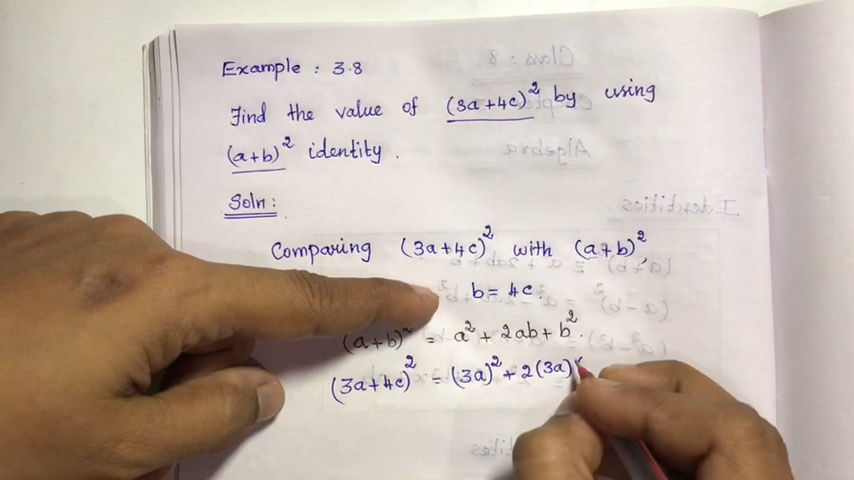 Example : 3.8
Find the value of (3a+4c)² by using
(a+b)² identity.
Soln:
Comparing (3a+4c)² with (a+b)²,
b = 4c.
(a+b)² = a² + 2ab + b².
(3a+4c)² = (3a)² + 2(3a)(